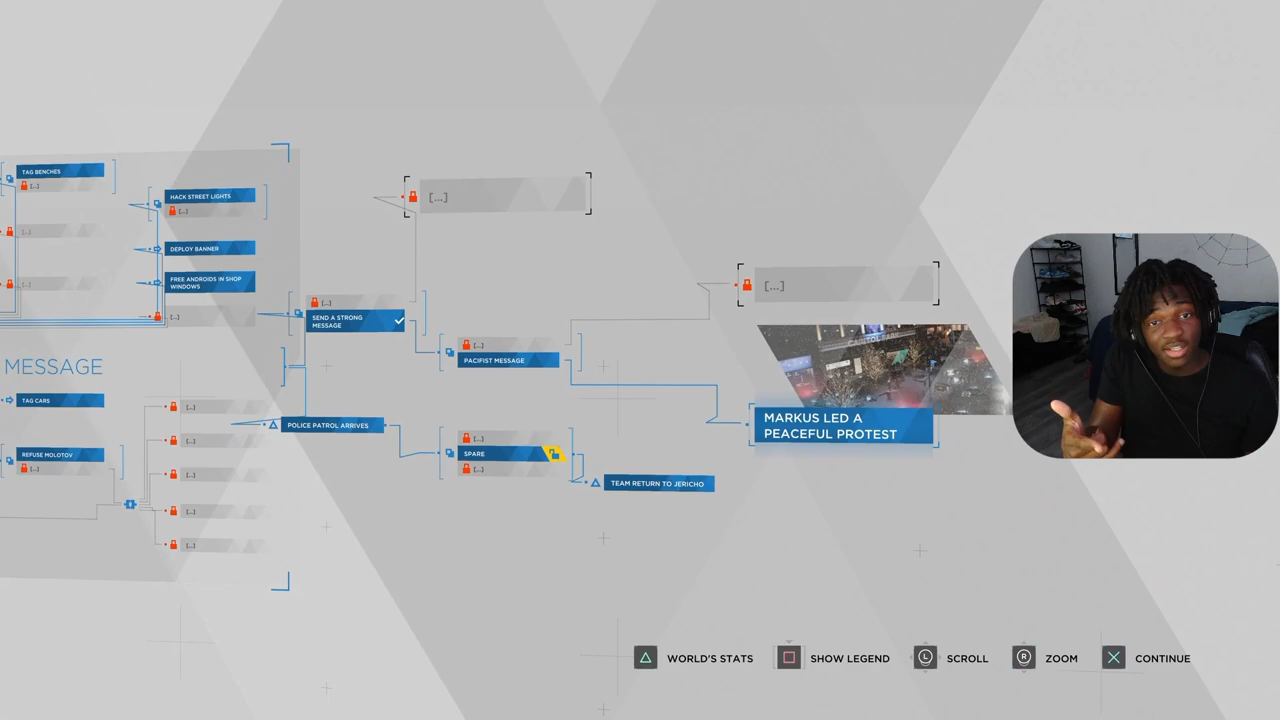 TAG BENCHES
[...]
HACK STREET LIGHTS
[...]
[...]
DEPLOY BANNER
[...]
FREE ANDROIDS IN SHOP
WINDOWS
[...]
[...]
SEND A STRONG
MESSAGE
[...]
[...]
[...]
PACIFIST MESSAGE
MARKUS LED A
PEACEFUL PROTEST
MESSAGE
TAG CARS
REFUSE MOLOTOV
[...]
[...]
[...]
[...]
[...]
[...]
POLICE PATROL ARRIVES
[...]
SPARE
[...]
TEAM RETURN TO JERICHO
WORLD'S STATS
SHOW LEGEND
L
SCROLL
R
ZOOM
CONTINUE